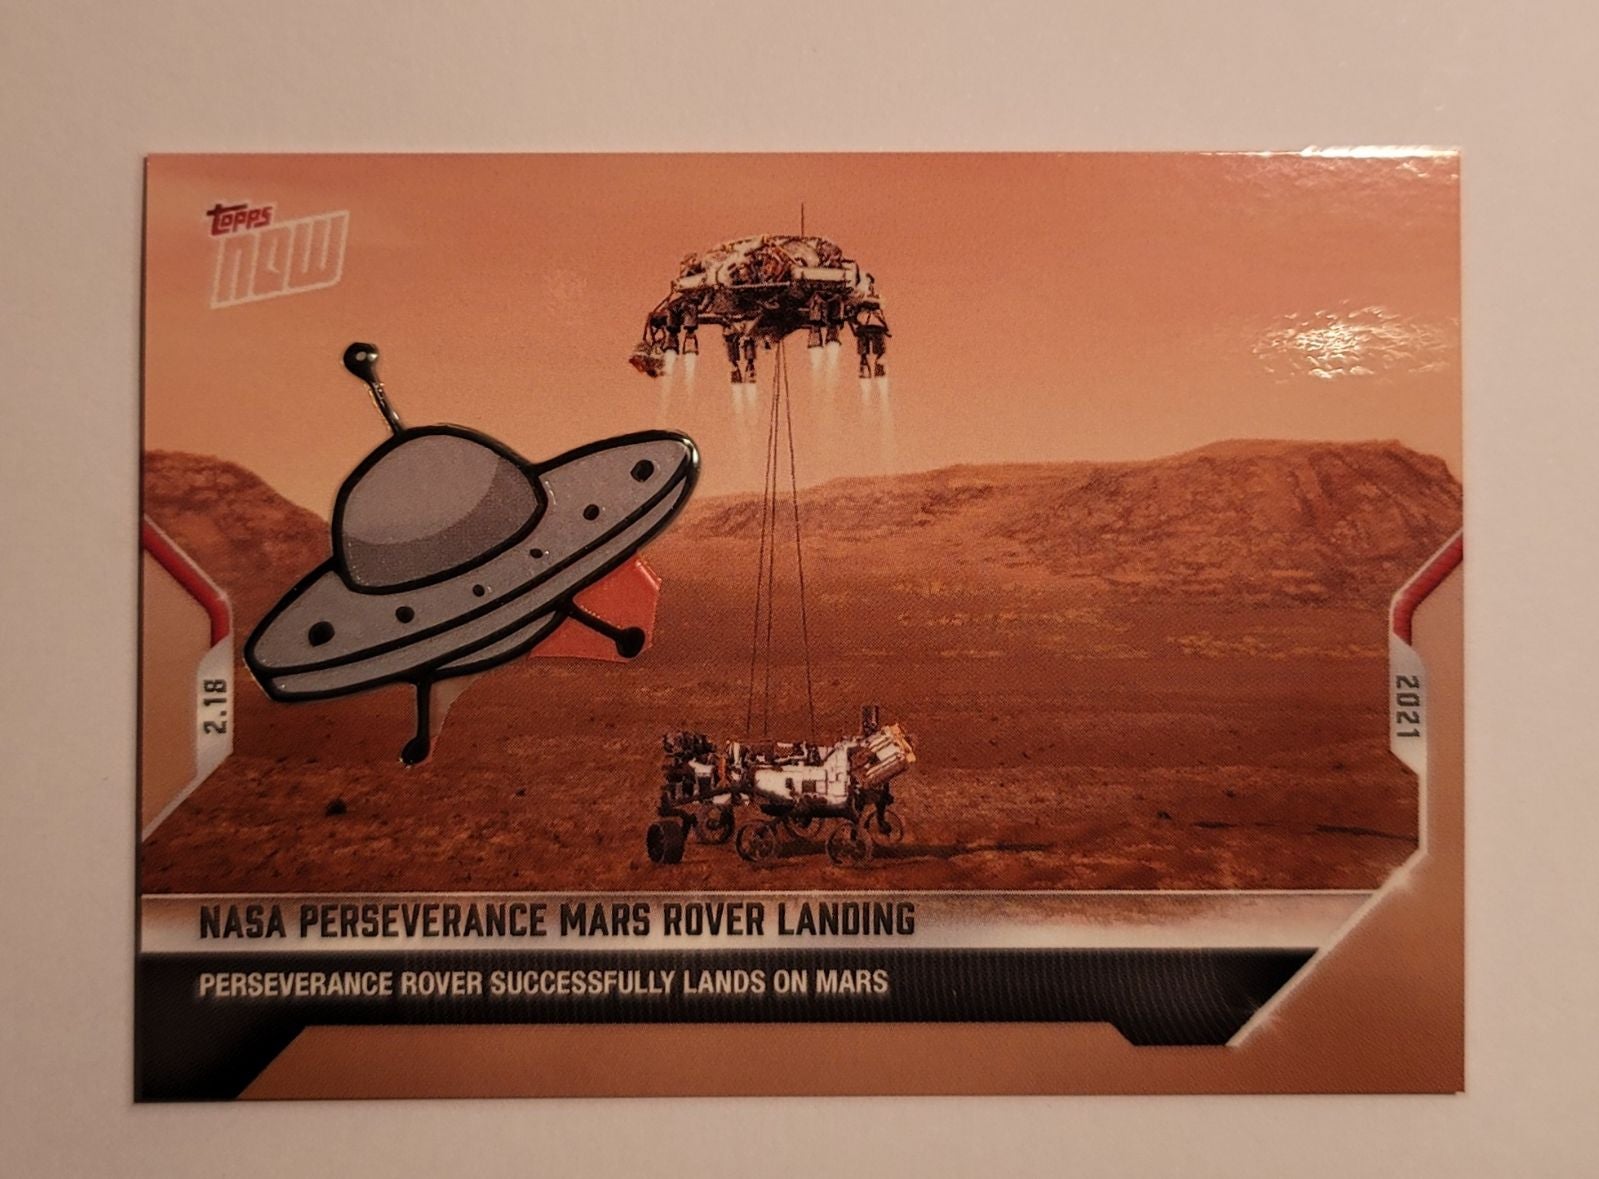 topps
now
2.18
2021
NASA PERSEVERANCE MARS ROVER LANDING
PERSEVERANCE ROVER SUCCESSFULLY LANDS ON MARS